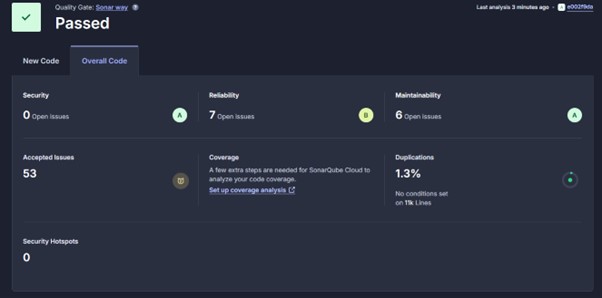 Quality Gate: Sonar way ?
Last analysis 3 minutes ago • e002f9da
Passed
New Code
Overall Code
Security
0 Open issues
A
Reliability
7 Open issues
B
Maintainability
6 Open issues
A
Accepted Issues
53
Coverage
A few extra steps are needed for SonarQube Cloud to
analyze your code coverage.
Set up coverage analysis
Duplications
1.3%
No conditions set
on 11k Lines
Security Hotspots
0